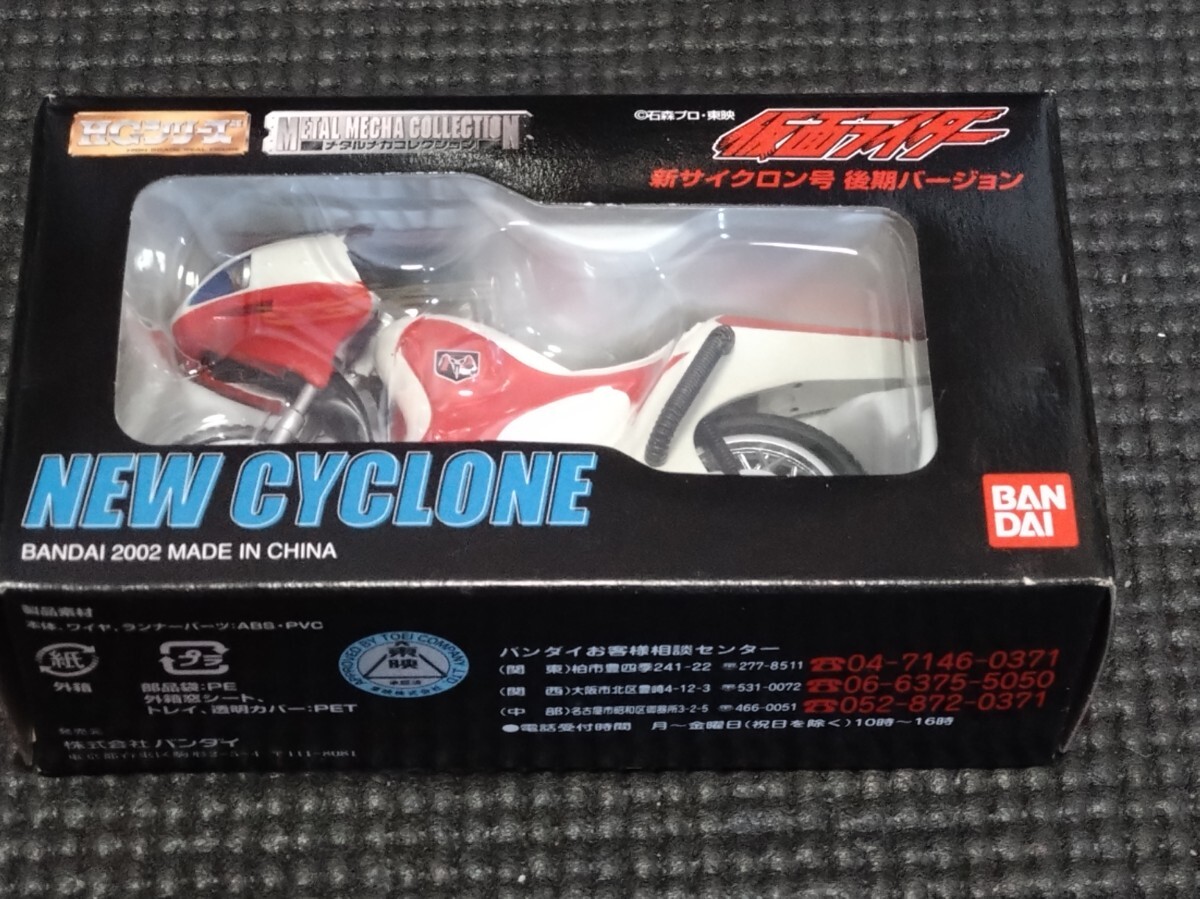 HGシリーズ
METAL MECHA COLLECTION
メタルメカコレクション
©石森プロ・東映
仮面ライダー
新サイクロン号 後期バージョン
NEW CYCLONE
BANDAI 2002 MADE IN CHINA
BAN
DAI
製品素材
本体、ワイヤ、ランナーパーツ:ABS・PVC
紙
外箱
プラ
部品袋:PE
外箱窓シート、
トレイ、透明カバー:PET
発売元
株式会社 バンダイ
APPROVED BY TOEI COMPANY LTD.
東映
バンダイお客様相談センター
(関 東)柏市豊四季241-22 〠277-8511 ☎04-7146-0371
(関 西)大阪市北区豊崎4-12-3 〠531-0072 ☎06-6375-5050
(中 部)名古屋市昭和区御器所3-2-5 〠466-0051 ☎052-872-0371
●電話受付時間 月〜金曜日(祝日を除く)10時〜16時